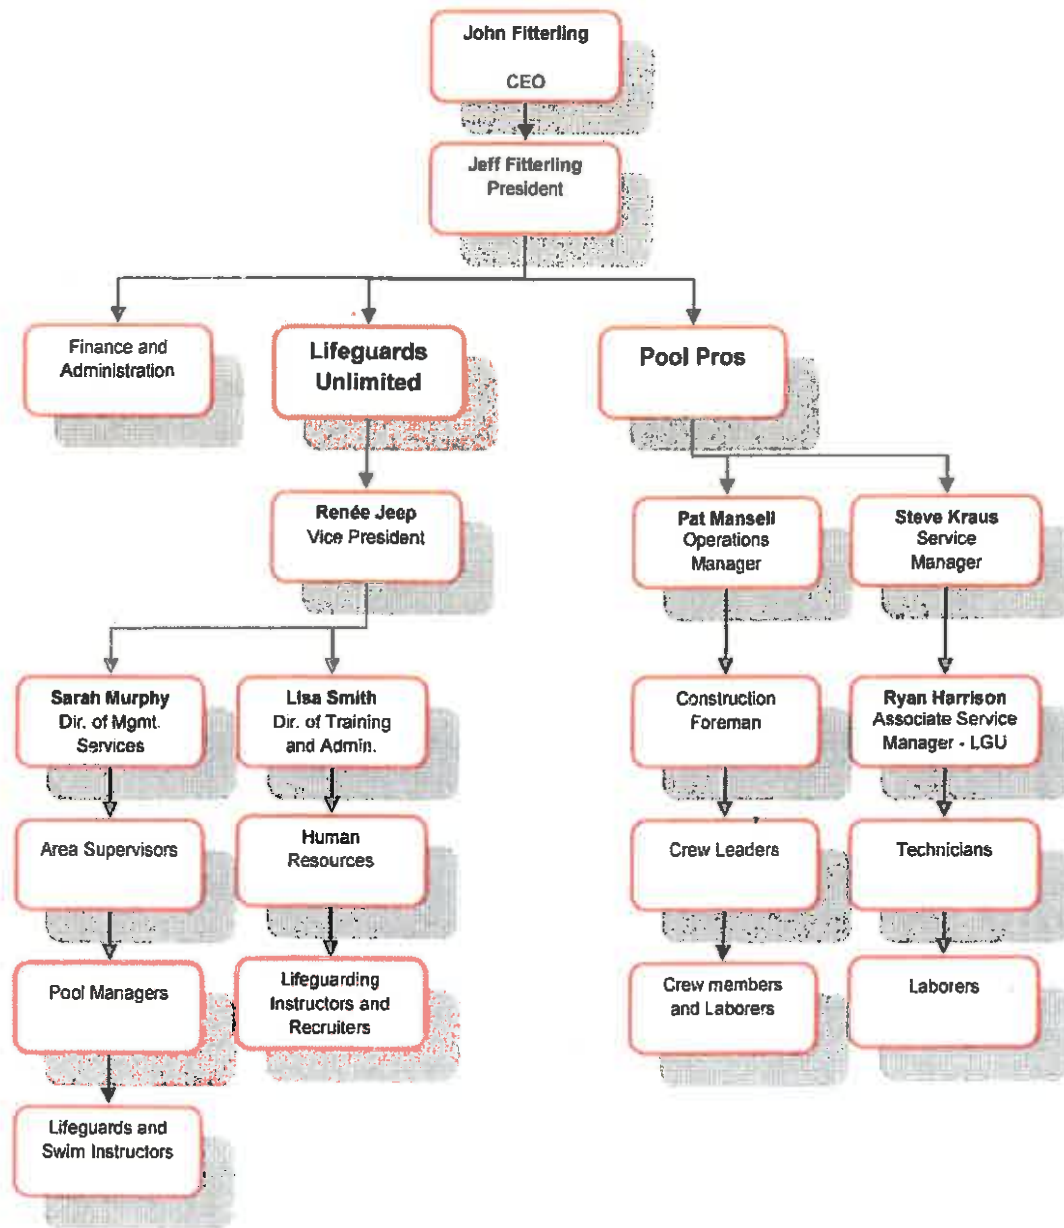 John Fitterling
CEO
Jeff Fitterling
President
Finance and
Administration
Lifeguards
Unlimited
Pool Pros
Renée Jeep
Vice President
Pat Mansell
Operations
Manager
Steve Kraus
Service
Manager
Sarah Murphy
Dir. of Mgmt.
Services
Lisa Smith
Dir. of Training
and Admin.
Construction
Foreman
Ryan Harrison
Associate Service
Manager - LGU
Area Supervisors
Human
Resources
Crew Leaders
Technicians
Pool Managers
Lifeguarding
Instructors and
Recruiters
Crew members
and Laborers
Laborers
Lifeguards and
Swim Instructors